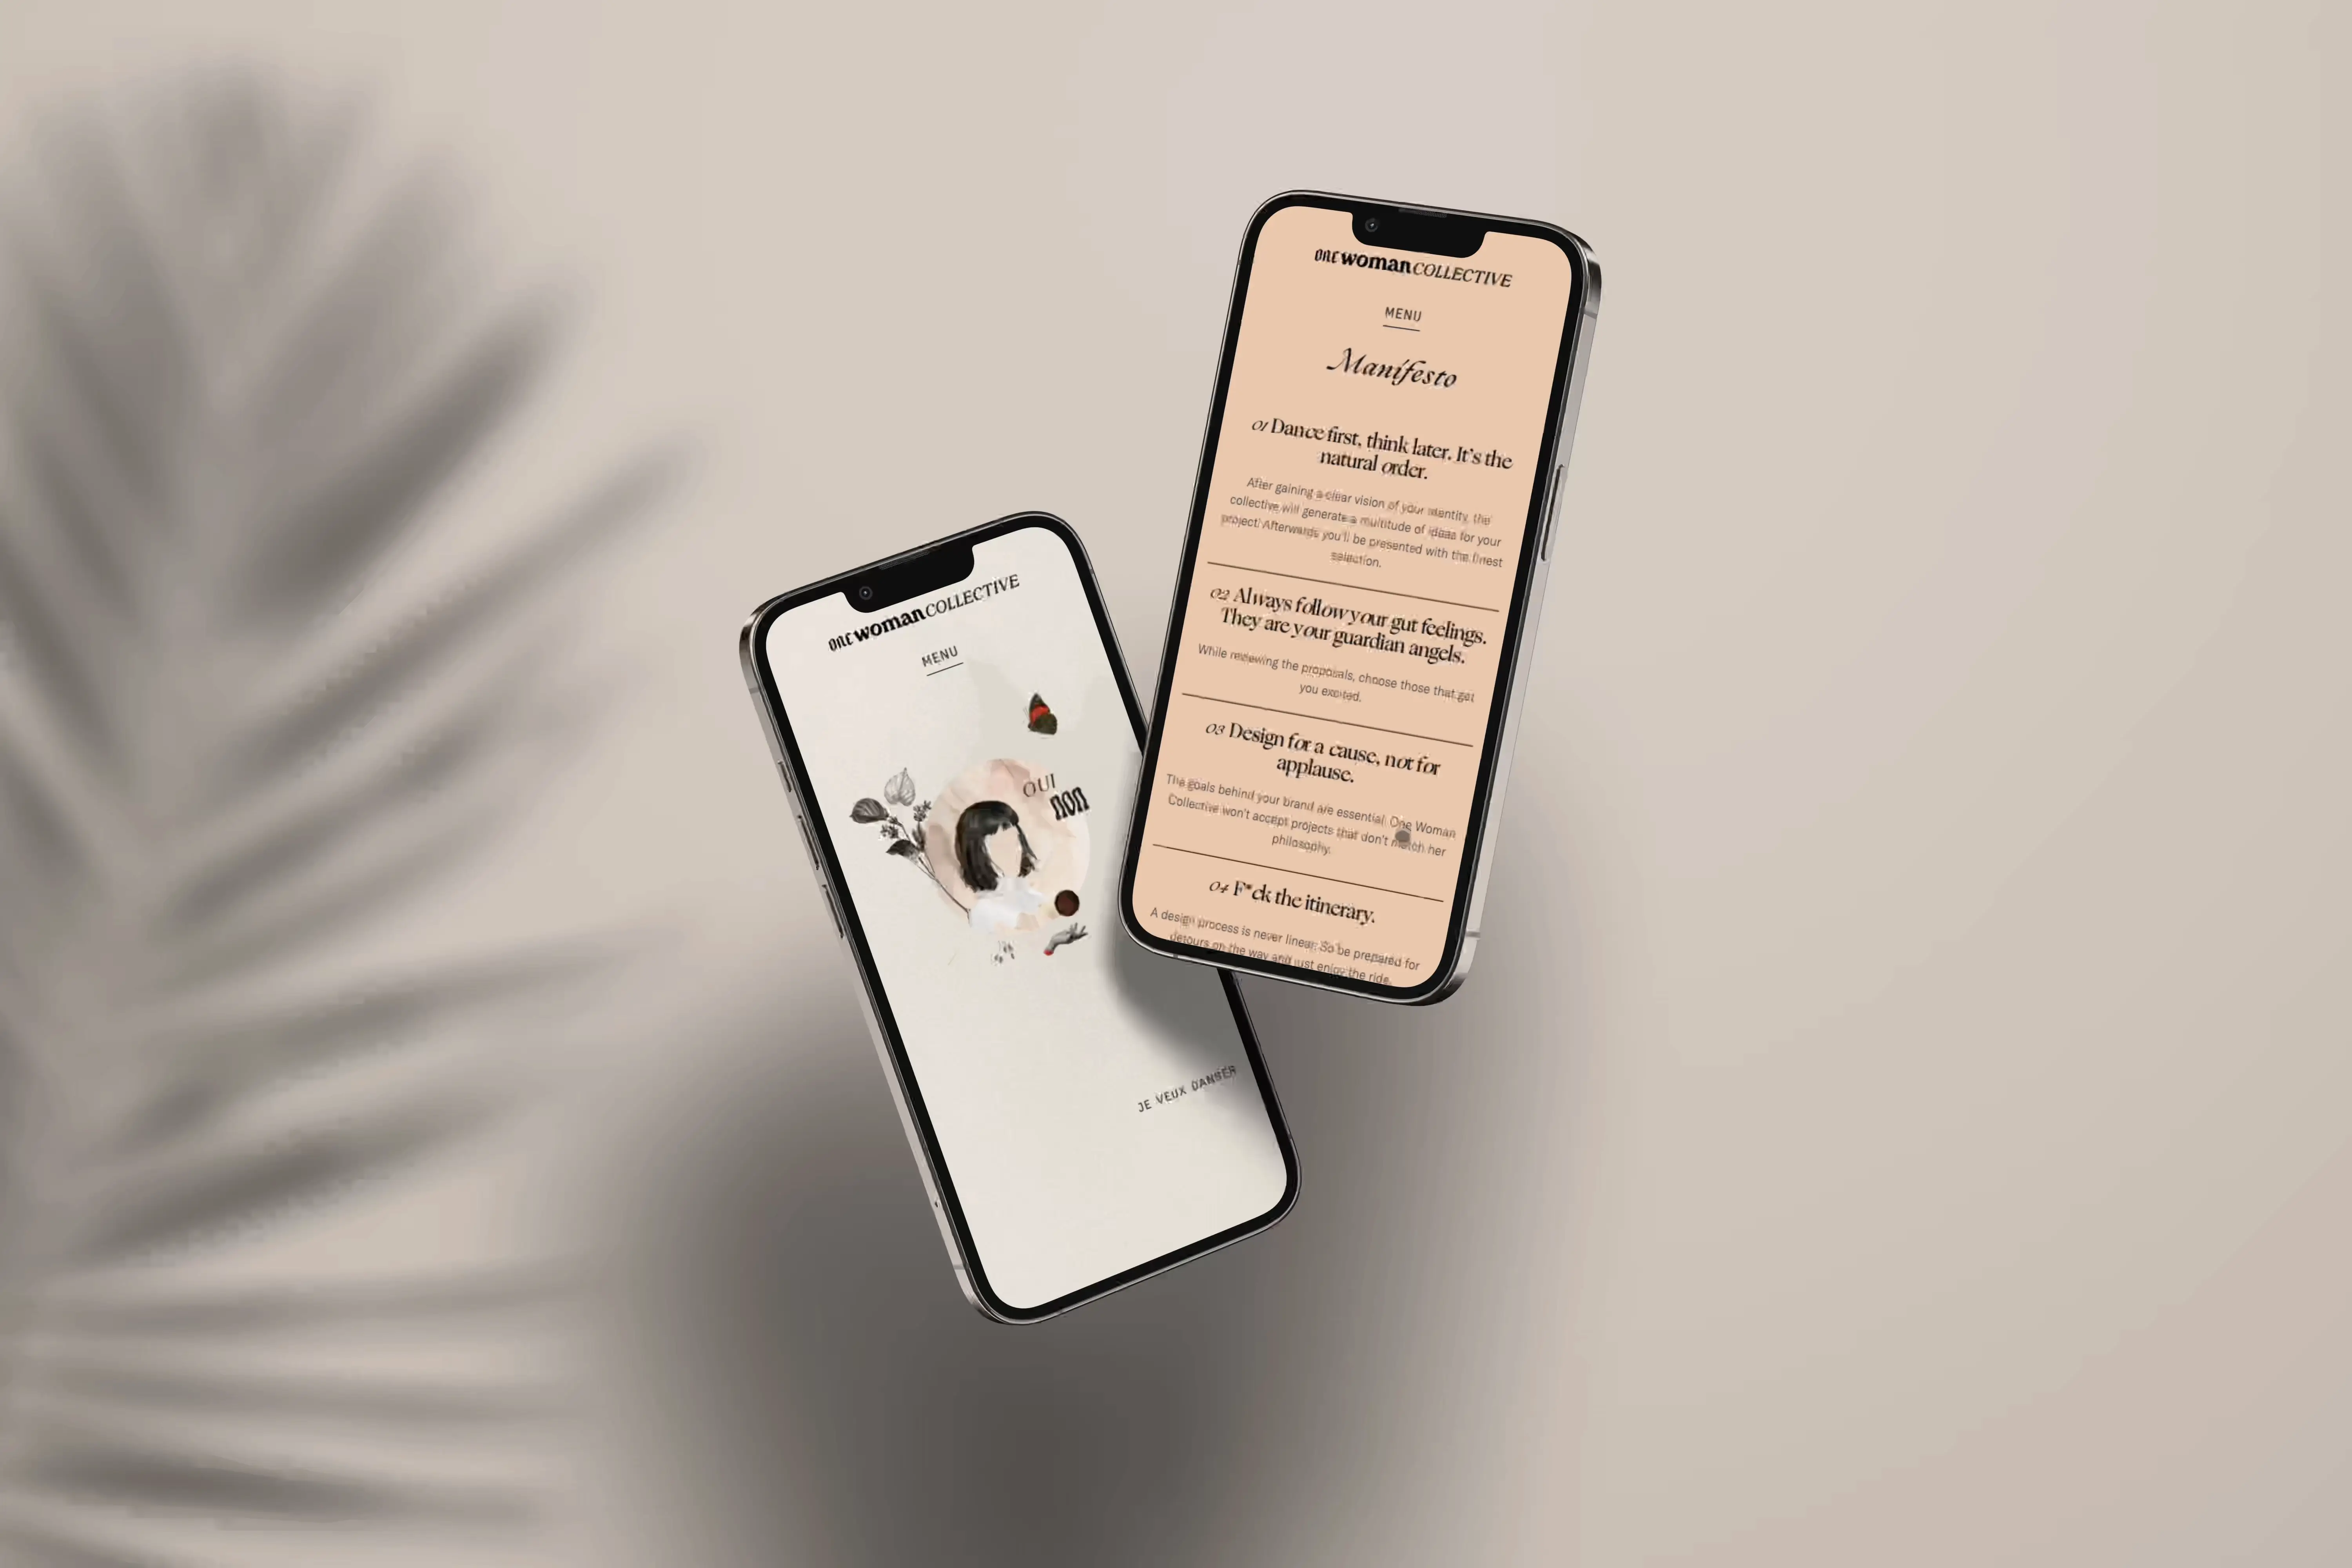 one woman COLLECTIVE
MENU
OUI
non
JE VEUX DANSER
one woman COLLECTIVE
MENU
Manifesto
01 Dance first, think later. It's the
natural order.
After gaining a clear vision of your identity, the
collective will generate a multitude of ideas for your
project. Afterwards you'll be presented with the finest
selection.
02 Always follow your gut feelings.
They are your guardian angels.
While reviewing the proposals, choose those that get
you excited.
03 Design for a cause, not for
applause.
The goals behind your brand are essential. One Woman
Collective won't accept projects that don't match her
philosophy.
04 F*ck the itinerary.
A design process is never linear. So be prepared for
detours on the way and just enjoy the ride.